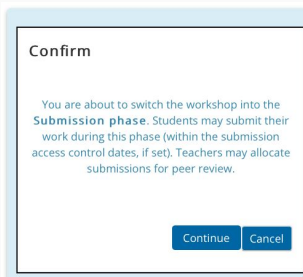 Confirm
You are about to switch the workshop into the
Submission phase. Students may submit their
work during this phase (within the submission
access control dates, if set). Teachers may allocate
submissions for peer review.
Continue Cancel